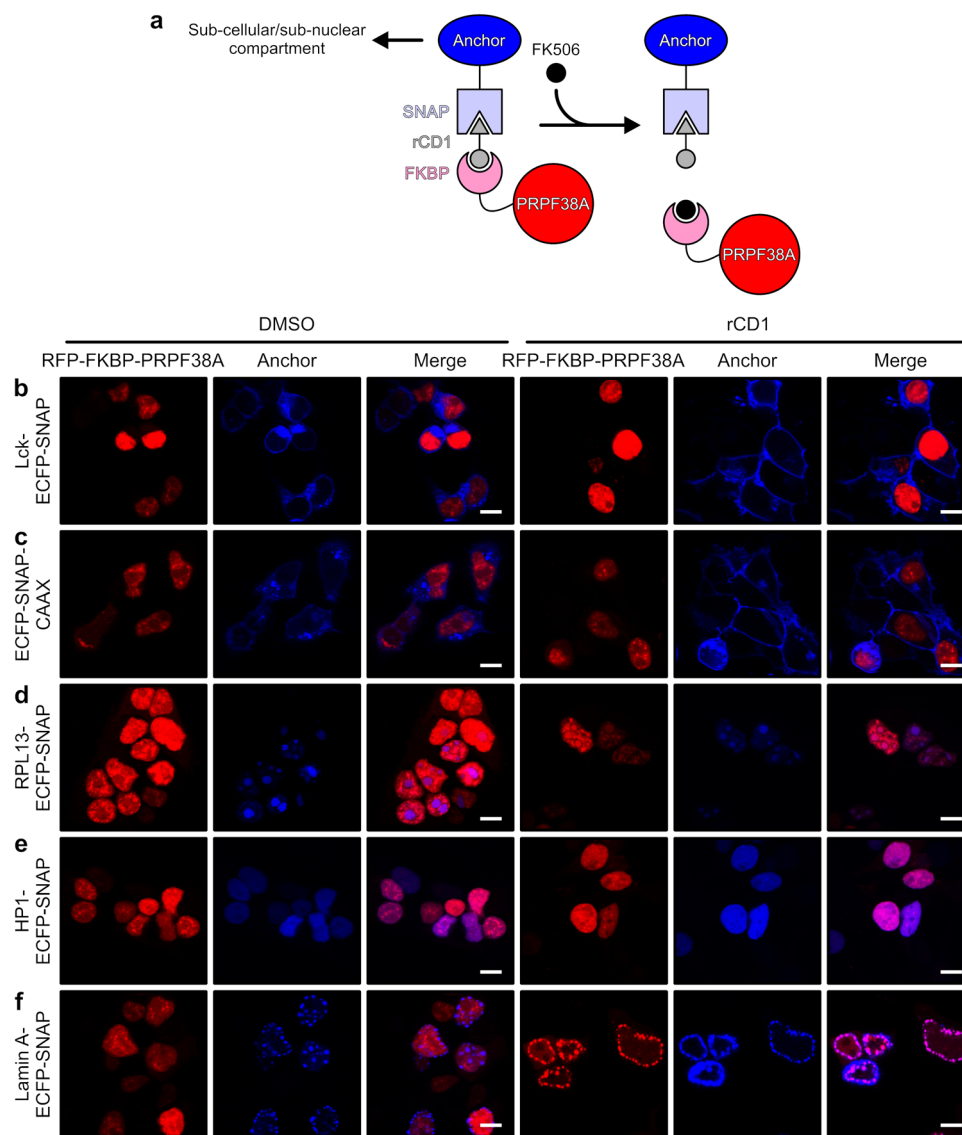 a
Sub-cellular/sub-nuclear
compartment
Anchor
FK506
Anchor
SNAP
rCD1
FKBP
PRPF38A
PRPF38A
DMSO
rCD1
RFP-FKBP-PRPF38A
Anchor
Merge
RFP-FKBP-PRPF38A
Anchor
Merge
b
Lck-
ECFP-SNAP
c
ECFP-SNAP-
CAAX
d
RPL13-
ECFP-SNAP
e
HP1-
ECFP-SNAP
f
Lamin A-
ECFP-SNAP